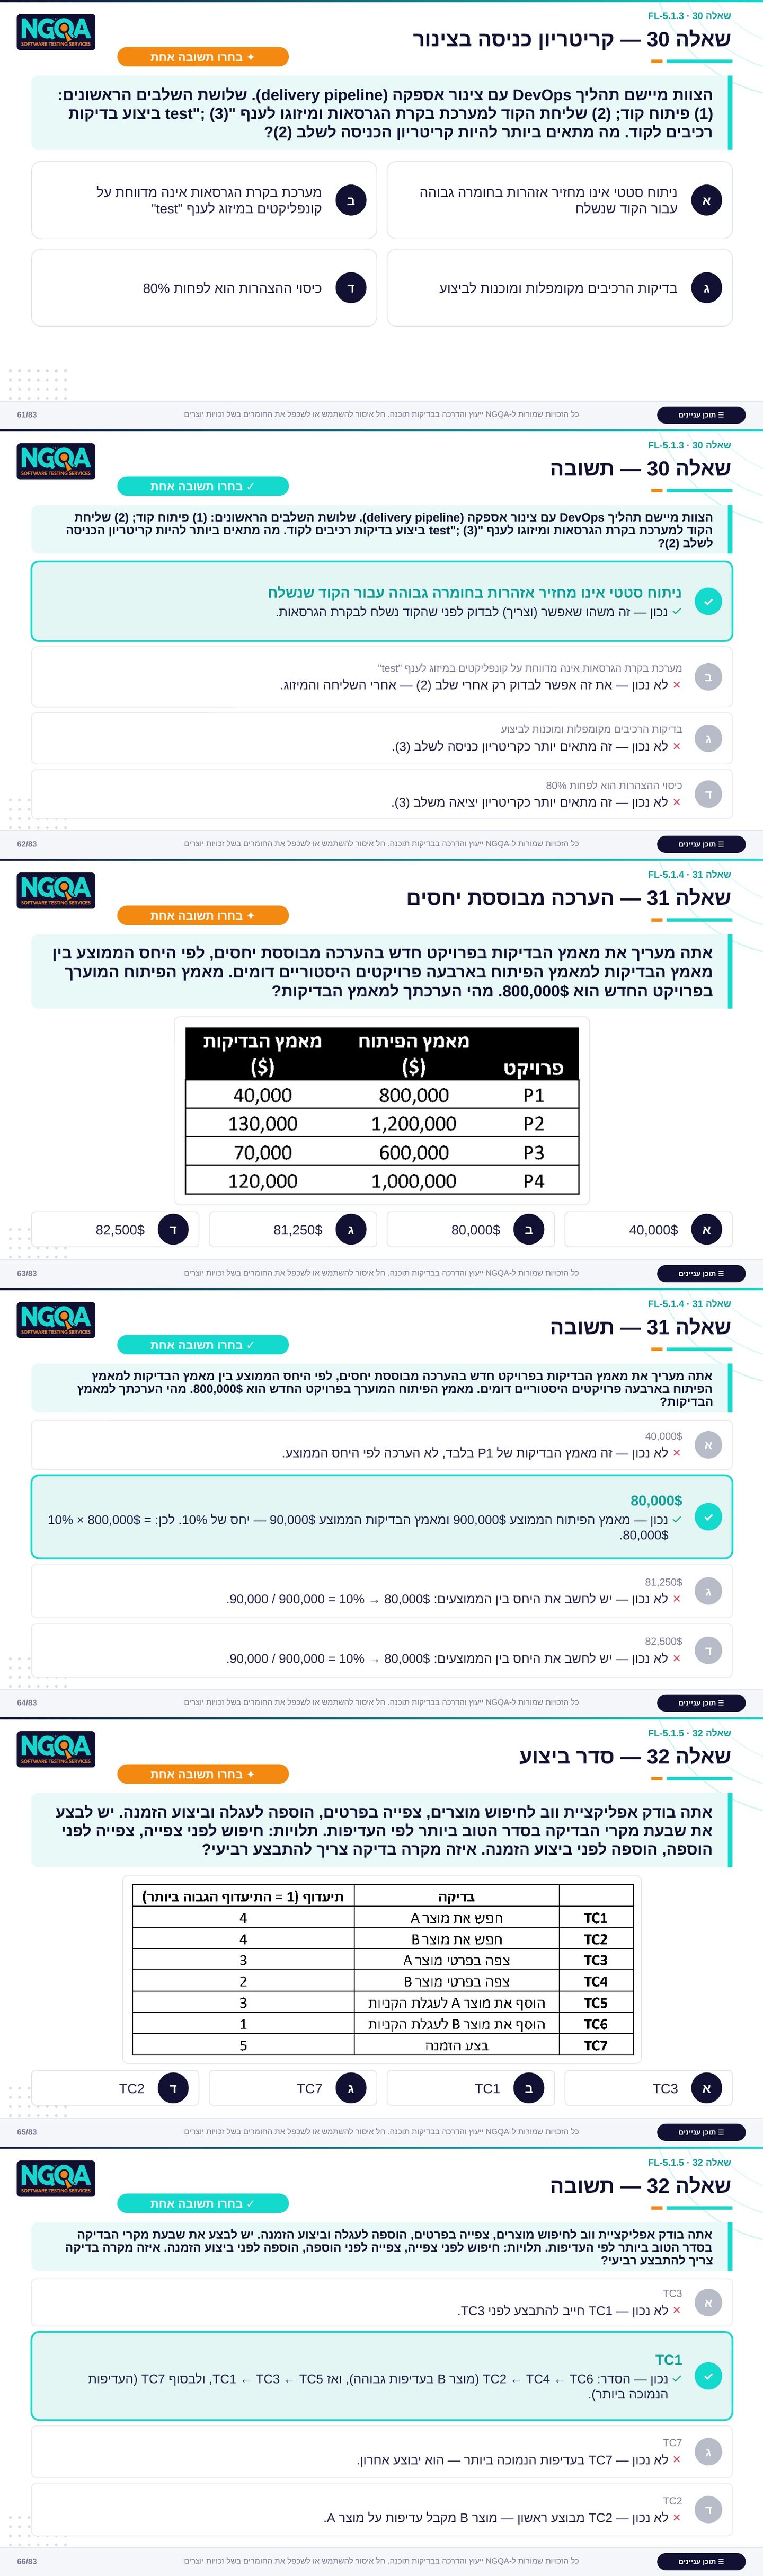 שאלה 30 · FL-5.1.3
שאלה 30 — קריטריון כניסה בצינור
NGQA
SOFTWARE TESTING SERVICES
✦ בחרו תשובה אחת
הצוות מיישם תהליך DevOps עם צינור אספקה (delivery pipeline). שלושת השלבים הראשונים:
(1) פיתוח קוד; (2) שליחת הקוד למערכת בקרת הגרסאות ומיזוגו לענף "test"; (3) ביצוע בדיקות
רכיבים לקוד. מה מתאים ביותר להיות קריטריון הכניסה לשלב (2)?
א
ניתוח סטטי אינו מחזיר אזהרות בחומרה גבוהה
עבור הקוד שנשלח
ב
מערכת בקרת הגרסאות אינה מדווחת על
קונפליקטים במיזוג לענף "test"
ג
בדיקות הרכיבים מקומפלות ומוכנות לביצוע
ד
כיסוי ההצהרות הוא לפחות 80%
☰ תוכן עניינים
כל הזכויות שמורות ל-NGQA ייעוץ והדרכה בבדיקות תוכנה. חל איסור להשתמש או לשכפל את החומרים בשל זכויות יוצרים
61/83
שאלה 30 · FL-5.1.3
שאלה 30 — תשובה
NGQA
SOFTWARE TESTING SERVICES
✓ בחרו תשובה אחת
הצוות מיישם תהליך DevOps עם צינור אספקה (delivery pipeline). שלושת השלבים הראשונים: (1) פיתוח קוד; (2) שליחת
הקוד למערכת בקרת הגרסאות ומיזוגו לענף "test"; (3) ביצוע בדיקות רכיבים לקוד. מה מתאים ביותר להיות קריטריון הכניסה
לשלב (2)?
✓
ניתוח סטטי אינו מחזיר אזהרות בחומרה גבוהה עבור הקוד שנשלח
✓ נכון — זה משהו שאפשר (וצריך) לבדוק לפני שהקוד נשלח לבקרת הגרסאות.
ב
מערכת בקרת הגרסאות אינה מדווחת על קונפליקטים במיזוג לענף "test"
✕ לא נכון — את זה אפשר לבדוק רק אחרי שלב (2) — אחרי השליחה והמיזוג.
ג
בדיקות הרכיבים מקומפלות ומוכנות לביצוע
✕ לא נכון — זה מתאים יותר כקריטריון כניסה לשלב (3).
ד
כיסוי ההצהרות הוא לפחות 80%
✕ לא נכון — זה מתאים יותר כקריטריון יציאה משלב (3).
☰ תוכן עניינים
כל הזכויות שמורות ל-NGQA ייעוץ והדרכה בבדיקות תוכנה. חל איסור להשתמש או לשכפל את החומרים בשל זכויות יוצרים
62/83
שאלה 31 · FL-5.1.4
שאלה 31 — הערכה מבוססת יחסים
NGQA
SOFTWARE TESTING SERVICES
✦ בחרו תשובה אחת
אתה מעריך את מאמץ הבדיקות בפרויקט חדש בהערכה מבוססת יחסים, לפי היחס הממוצע בין
מאמץ הבדיקות למאמץ הפיתוח בארבעה פרויקטים היסטוריים דומים. מאמץ הפיתוח המוערך
בפרויקט החדש הוא 800,000$. מהי הערכתך למאמץ הבדיקות?
פרויקט | מאמץ הפיתוח ($) | מאמץ הבדיקות ($)
P1 | 800,000 | 40,000
P2 | 1,200,000 | 130,000
P3 | 600,000 | 70,000
P4 | 1,000,000 | 120,000
א
40,000$
ב
80,000$
ג
81,250$
ד
82,500$
☰ תוכן עניינים
כל הזכויות שמורות ל-NGQA ייעוץ והדרכה בבדיקות תוכנה. חל איסור להשתמש או לשכפל את החומרים בשל זכויות יוצרים
63/83
שאלה 31 · FL-5.1.4
שאלה 31 — תשובה
NGQA
SOFTWARE TESTING SERVICES
✓ בחרו תשובה אחת
אתה מעריך את מאמץ הבדיקות בפרויקט חדש בהערכה מבוססת יחסים, לפי היחס הממוצע בין מאמץ הבדיקות למאמץ
הפיתוח בארבעה פרויקטים היסטוריים דומים. מאמץ הפיתוח המוערך בפרויקט החדש הוא 800,000$. מהי הערכתך למאמץ
הבדיקות?
א
40,000$
✕ לא נכון — זה מאמץ הבדיקות של P1 בלבד, לא הערכה לפי היחס הממוצע.
✓
80,000$
✓ נכון — מאמץ הפיתוח הממוצע 900,000$ ומאמץ הבדיקות הממוצע 90,000$ — יחס של 10%. לכן: 10% × 800,000$ =
80,000$.
ג
81,250$
✕ לא נכון — יש לחשב את היחס בין הממוצעים: 90,000 / 900,000 = 10% → 80,000$.
ד
82,500$
✕ לא נכון — יש לחשב את היחס בין הממוצעים: 90,000 / 900,000 = 10% → 80,000$.
☰ תוכן עניינים
כל הזכויות שמורות ל-NGQA ייעוץ והדרכה בבדיקות תוכנה. חל איסור להשתמש או לשכפל את החומרים בשל זכויות יוצרים
64/83
שאלה 32 · FL-5.1.5
שאלה 32 — סדר ביצוע
NGQA
SOFTWARE TESTING SERVICES
✦ בחרו תשובה אחת
אתה בודק אפליקציית ווב לחיפוש מוצרים, צפייה בפרטים, הוספה לעגלה וביצוע הזמנה. יש לבצע
את שבעת מקרי הבדיקה בסדר הטוב ביותר לפי העדיפות. תלויות: חיפוש לפני צפייה, צפייה לפני
הוספה, הוספה לפני ביצוע הזמנה. איזה מקרה בדיקה צריך להתבצע רביעי?
בדיקה | תיעדוף (1 = התיעדוף הגבוה ביותר)
TC1 | חפש את מוצר A | 4
TC2 | חפש את מוצר B | 4
TC3 | צפה בפרטי מוצר A | 3
TC4 | צפה בפרטי מוצר B | 2
TC5 | הוסף את מוצר A לעגלת הקניות | 3
TC6 | הוסף את מוצר B לעגלת הקניות | 1
TC7 | בצע הזמנה | 5
א
TC3
ב
TC1
ג
TC7
ד
TC2
☰ תוכן עניינים
כל הזכויות שמורות ל-NGQA ייעוץ והדרכה בבדיקות תוכנה. חל איסור להשתמש או לשכפל את החומרים בשל זכויות יוצרים
65/83
שאלה 32 · FL-5.1.5
שאלה 32 — תשובה
NGQA
SOFTWARE TESTING SERVICES
✓ בחרו תשובה אחת
אתה בודק אפליקציית ווב לחיפוש מוצרים, צפייה בפרטים, הוספה לעגלה וביצוע הזמנה. יש לבצע את שבעת מקרי הבדיקה
בסדר הטוב ביותר לפי העדיפות. תלויות: חיפוש לפני צפייה, צפייה לפני הוספה, הוספה לפני ביצוע הזמנה. איזה מקרה בדיקה
צריך להתבצע רביעי?
א
TC3
✕ לא נכון — TC1 חייב להתבצע לפני TC3.
✓
TC1
✓ נכון — הסדר: TC2 ← TC4 ← TC6 (מוצר B בעדיפות גבוהה), ואז TC1 ← TC3 ← TC5, ולבסוף TC7 (העדיפות
הנמוכה ביותר).
ג
TC7
✕ לא נכון — TC7 בעדיפות הנמוכה ביותר — הוא יבוצע אחרון.
ד
TC2
✕ לא נכון — TC2 מבוצע ראשון — מוצר B מקבל עדיפות על מוצר A.
☰ תוכן עניינים
כל הזכויות שמורות ל-NGQA ייעוץ והדרכה בבדיקות תוכנה. חל איסור להשתמש או לשכפל את החומרים בשל זכויות יוצרים
66/83